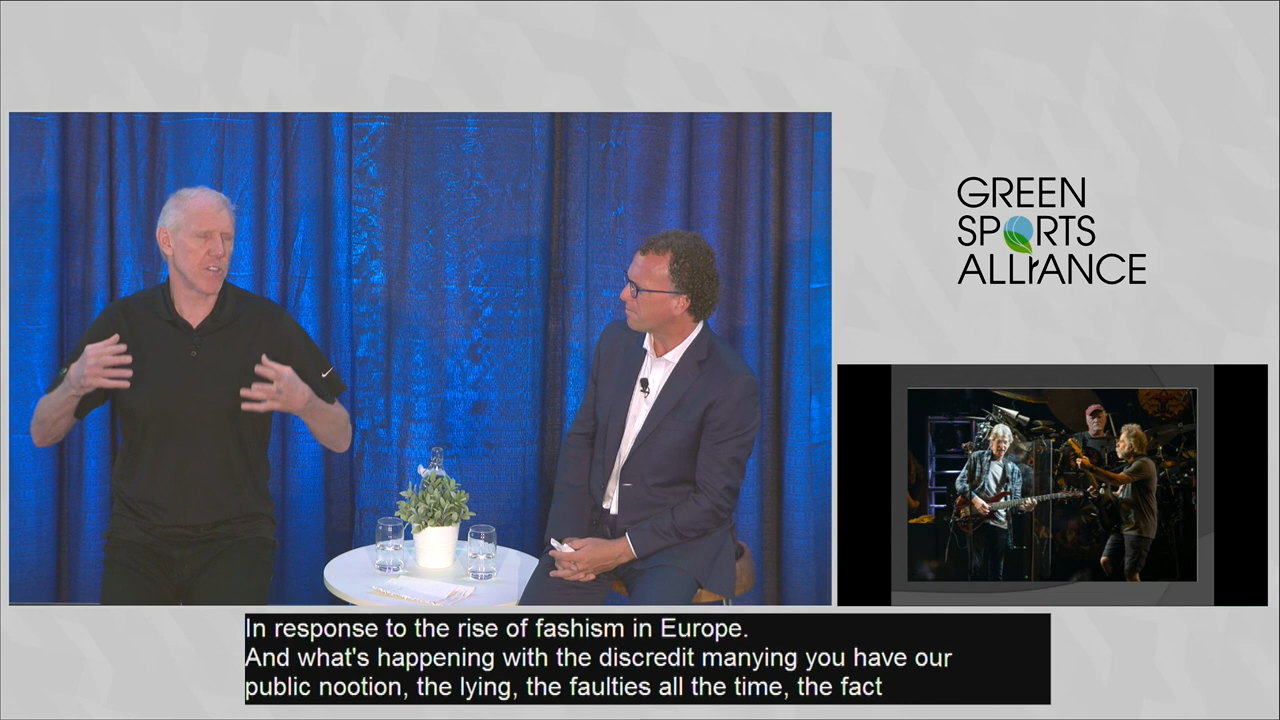 GREEN
SPORTS
ALLIANCE
In response to the rise of fashism in Europe.
And what's happening with the discredit manying you have our
public nootion, the lying, the faulties all the time, the fact